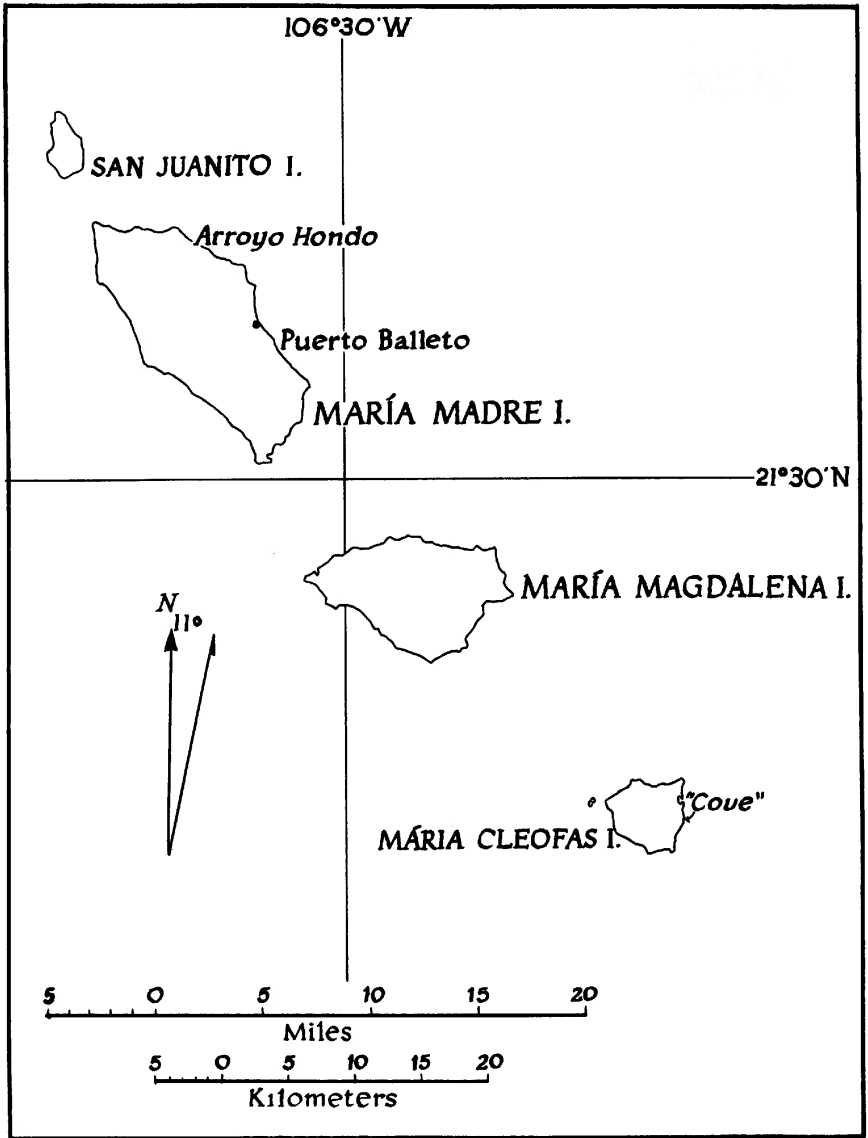 106°30'W
SAN JUANITO I.
Arroyo Hondo
Puerto Balleto
MARÍA MADRE I.
21°30'N
MARÍA MAGDALENA I.
N
11°
"Cove"
MÁRIA CLEOFAS I.
5 0 5 10 15 20
Miles
5 0 5 10 15 20
Kilometers